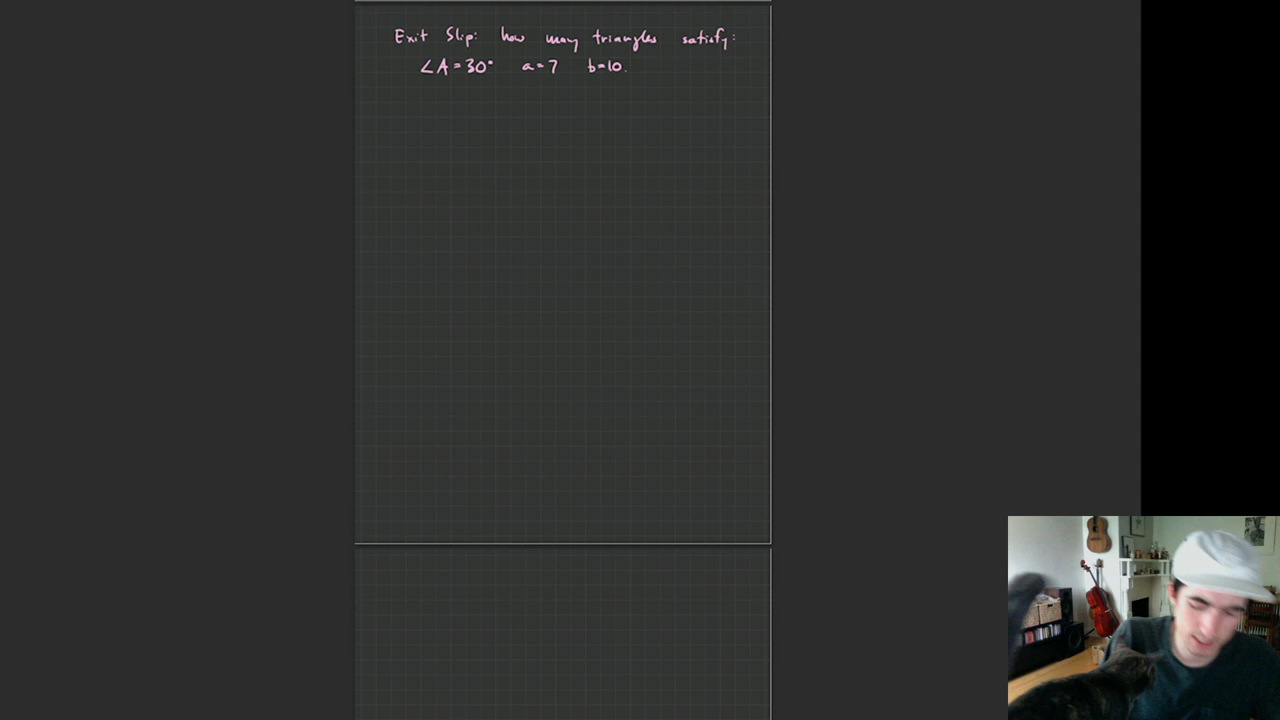 Exit Slip: how many triangles satisfy:
∠A = 30° a = 7 b = 10.